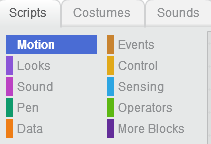 Scripts Costumes Sounds
Motion Events
Looks Control
Sound Sensing
Pen Operators
Data More Blocks